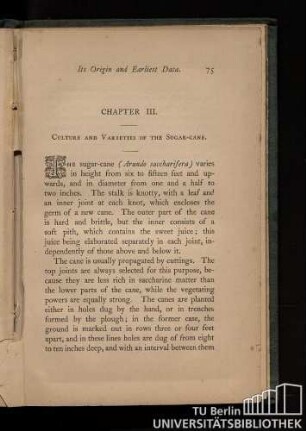 Its Origin and Earliest Data. 75
CHAPTER III.
CULTURE AND VARIETIES OF THE SUGAR-CANE.
THE sugar-cane (Arundo saccharifera) varies
in height from six to fifteen feet and up-
wards, and in diameter from one and a half to
two inches. The stalk is knotty, with a leaf and
an inner joint at each knot, which encloses the
germ of a new cane. The outer part of the cane
is hard and brittle, but the inner consists of a
soft pith, which contains the sweet juice; this
juice being elaborated separately in each joint, in-
dependently of those above and below it.
The cane is usually propagated by cuttings. The
top joints are always selected for this purpose, be-
cause they are less rich in saccharine matter than
the lower parts of the cane, while the vegetating
powers are equally strong. The canes are planted
either in holes dug by the hand, or in trenches
formed by the plough; in the former case, the
ground is marked out in rows three or four feet
apart, and in these lines holes are dug of from eight
to ten inches deep, and with an interval between them
TU Berlin
UNIVERSITÄTSBIBLIOTHEK